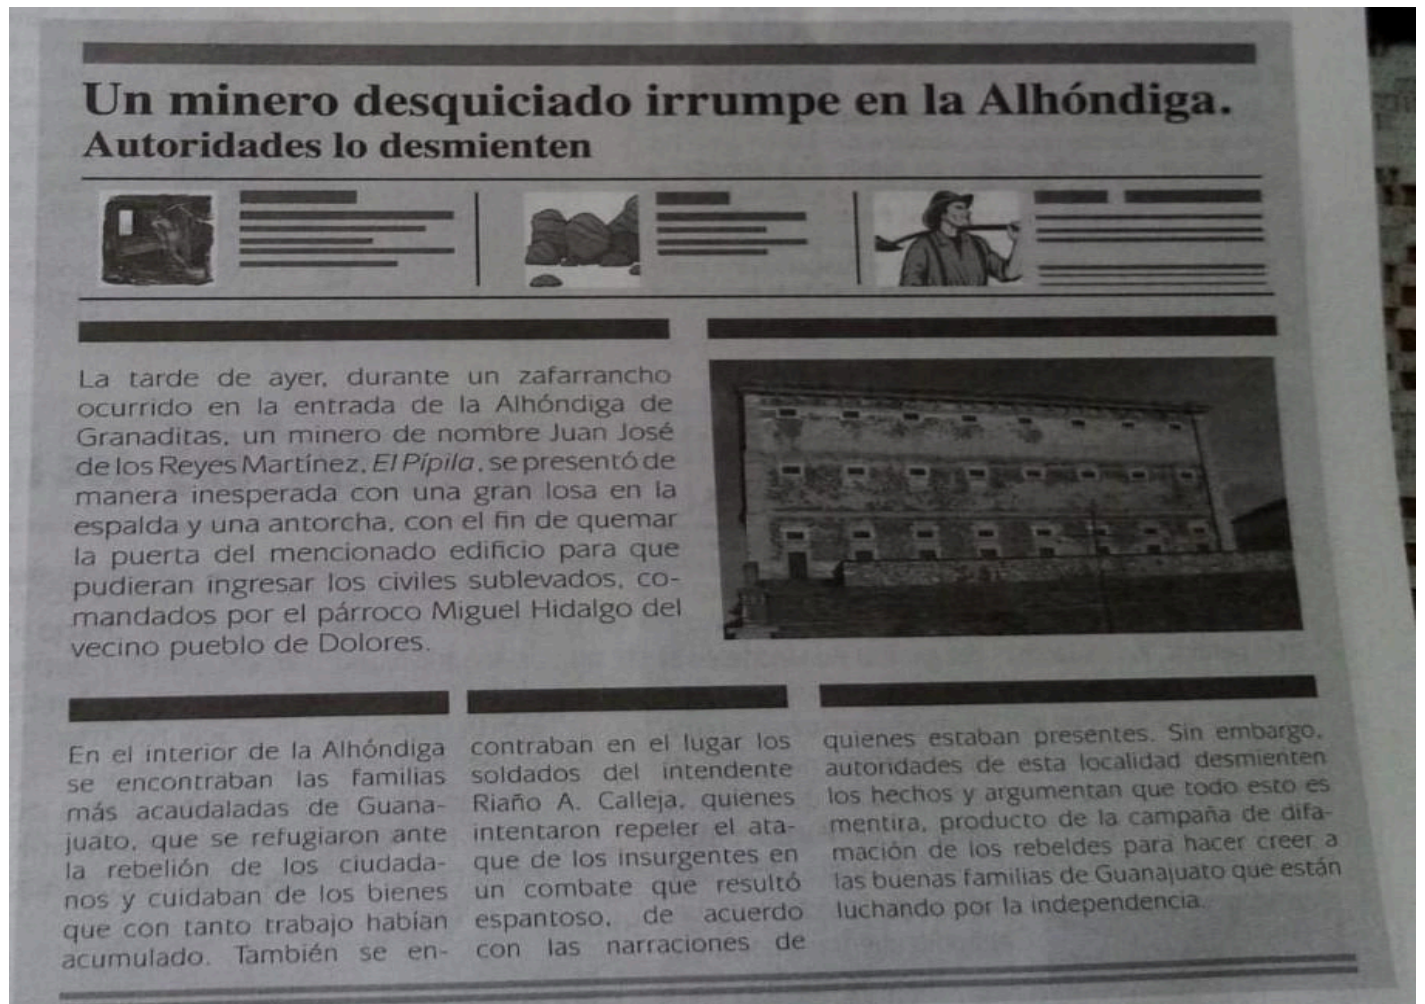 Un minero desquiciado irrumpe en la Alhóndiga.
Autoridades lo desmienten
La tarde de ayer, durante un zafarrancho
ocurrido en la entrada de la Alhóndiga de
Granaditas, un minero de nombre Juan José
de los Reyes Martínez, El Pípila, se presentó de
manera inesperada con una gran losa en la
espalda y una antorcha, con el fin de quemar
la puerta del mencionado edificio para que
pudieran ingresar los civiles sublevados, co-
mandados por el párroco Miguel Hidalgo del
vecino pueblo de Dolores.
En el interior de la Alhóndiga
se encontraban las familias
más acaudaladas de Guana-
juato, que se refugiaron ante
la rebelión de los ciudada-
nos y cuidaban de los bienes
que con tanto trabajo habían
acumulado. También se en-
contraban en el lugar los
soldados del intendente
Riaño A. Calleja, quienes
intentaron repeler el ata-
que de los insurgentes en
un combate que resultó
espantoso, de acuerdo
con las narraciones de
quienes estaban presentes. Sin embargo,
autoridades de esta localidad desmienten
los hechos y argumentan que todo esto es
mentira, producto de la campaña de difa-
mación de los rebeldes para hacer creer a
las buenas familias de Guanajuato que están
luchando por la independencia.